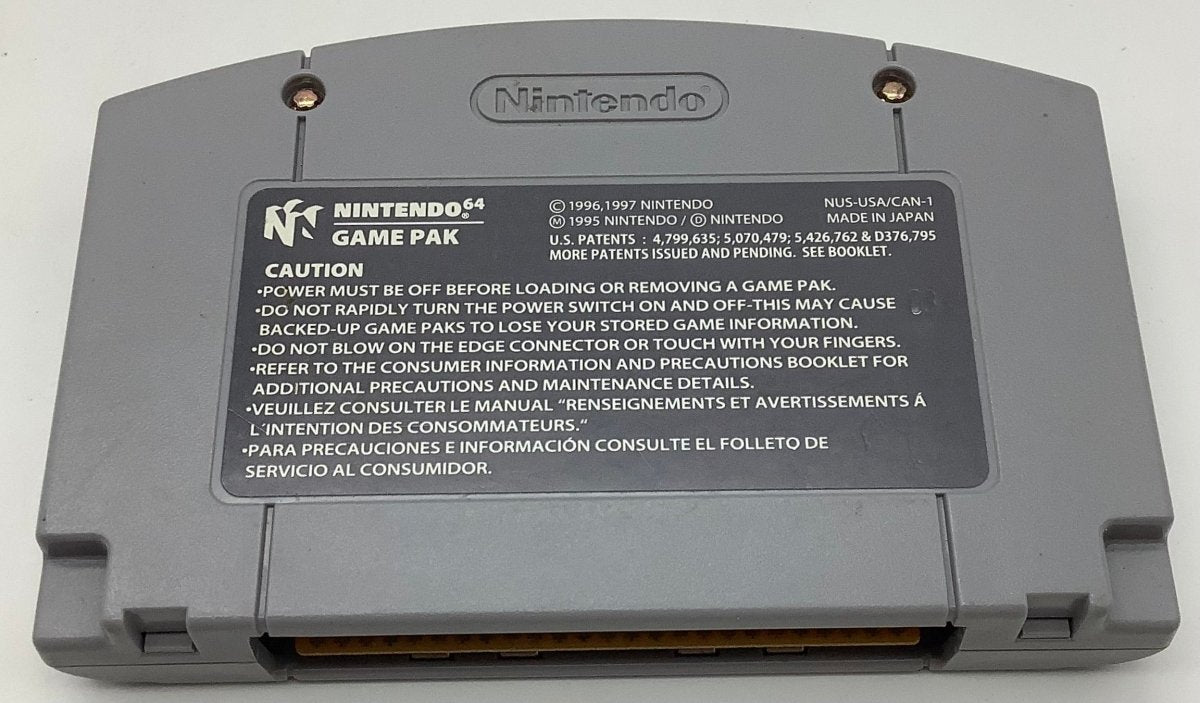 Nintendo®
NINTENDO⁶⁴®
GAME PAK
© 1996,1997 NINTENDO
Ⓜ 1995 NINTENDO / Ⓓ NINTENDO
U.S. PATENTS : 4,799,635; 5,070,479; 5,426,762 & D376,795
MORE PATENTS ISSUED AND PENDING. SEE BOOKLET.
NUS-USA/CAN-1
MADE IN JAPAN
CAUTION
•POWER MUST BE OFF BEFORE LOADING OR REMOVING A GAME PAK.
•DO NOT RAPIDLY TURN THE POWER SWITCH ON AND OFF-THIS MAY CAUSE
BACKED-UP GAME PAKS TO LOSE YOUR STORED GAME INFORMATION.
•DO NOT BLOW ON THE EDGE CONNECTOR OR TOUCH WITH YOUR FINGERS.
•REFER TO THE CONSUMER INFORMATION AND PRECAUTIONS BOOKLET FOR
ADDITIONAL PRECAUTIONS AND MAINTENANCE DETAILS.
•VEUILLEZ CONSULTER LE MANUAL “RENSEIGNEMENTS ET AVERTISSEMENTS Á
L'INTENTION DES CONSOMMATEURS.“
•PARA PRECAUCIONES E INFORMACIÓN CONSULTE EL FOLLETO DE
SERVICIO AL CONSUMIDOR.